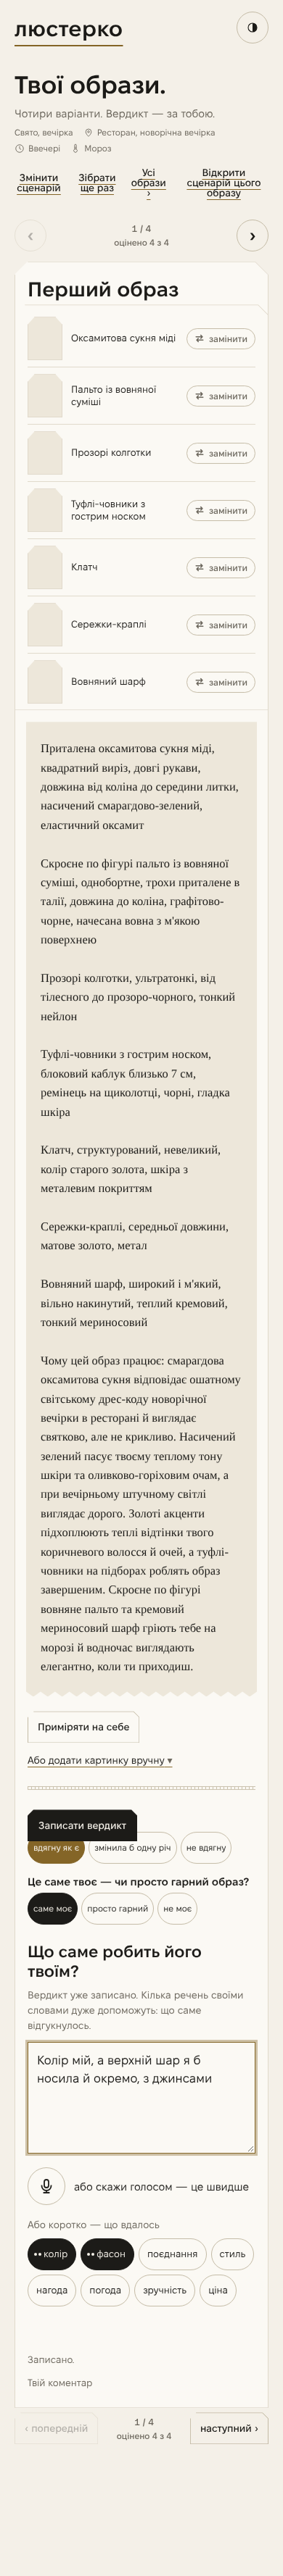 люстерко
Твої образи.
Чотири варіанти. Вердикт — за тобою.
Свято, вечірка Ресторан, новорічна вечірка
Ввечері Мороз
Змінити
сценарій
Зібрати
ще раз
Усі
образи
›
Відкрити
сценарій цього
образу
‹
1 / 4
оцінено 4 з 4
›
Перший образ
Оксамитова сукня міді замінити
Пальто із вовняної
суміші
замінити
Прозорі колготки замінити
Туфлі-човники з
гострим носком
замінити
Клатч замінити
Сережки-краплі замінити
Вовняний шарф замінити
Приталена оксамитова сукня міді,
квадратний виріз, довгі рукави,
довжина від коліна до середини литки,
насичений смарагдово-зелений,
еластичний оксамит
Скроєне по фігурі пальто із вовняної
суміші, однобортне, трохи приталене в
талії, довжина до коліна, графітово-
чорне, начесана вовна з м'якою
поверхнею
Прозорі колготки, ультратонкі, від
тілесного до прозоро-чорного, тонкий
нейлон
Туфлі-човники з гострим носком,
блоковий каблук близько 7 см,
ремінець на щиколотці, чорні, гладка
шкіра
Клатч, структурований, невеликий,
колір старого золота, шкіра з
металевим покриттям
Сережки-краплі, середньої довжини,
матове золото, метал
Вовняний шарф, широкий і м'який,
вільно накинутий, теплий кремовий,
тонкий мериносовий
Чому цей образ працює: смарагдова
оксамитова сукня відповідає ошатному
світському дрес-коду новорічної
вечірки в ресторані й виглядає
святково, але не крикливо. Насичений
зелений пасує твоєму теплому тону
шкіри та оливково-горіховим очам, а
при вечірньому штучному світлі
виглядає дорого. Золоті акценти
підхоплюють теплі відтінки твого
коричневого волосся й очей, а туфлі-
човники на підборах роблять образ
завершеним. Скроєне по фігурі
вовняне пальто та кремовий
мериносовий шарф гріють тебе на
морозі й водночас виглядають
елегантно, коли ти приходиш.
Приміряти на себе
Або додати картинку вручну ▾
Записати вердикт
вдягну як є змінила б одну річ не вдягну
Це саме твоє — чи просто гарний образ?
саме моє просто гарний не моє
Що саме робить його
твоїм?
Вердикт уже записано. Кілька речень своїми
словами дуже допоможуть: що саме
відгукнулось.
Колір мій, а верхній шар я б
носила й окремо, з джинсами
або скажи голосом — це швидше
Або коротко — що вдалось
•• колір •• фасон поєднання стиль
нагода погода зручність ціна
Записано.
Твій коментар
‹ попередній
1 / 4
оцінено 4 з 4
наступний ›